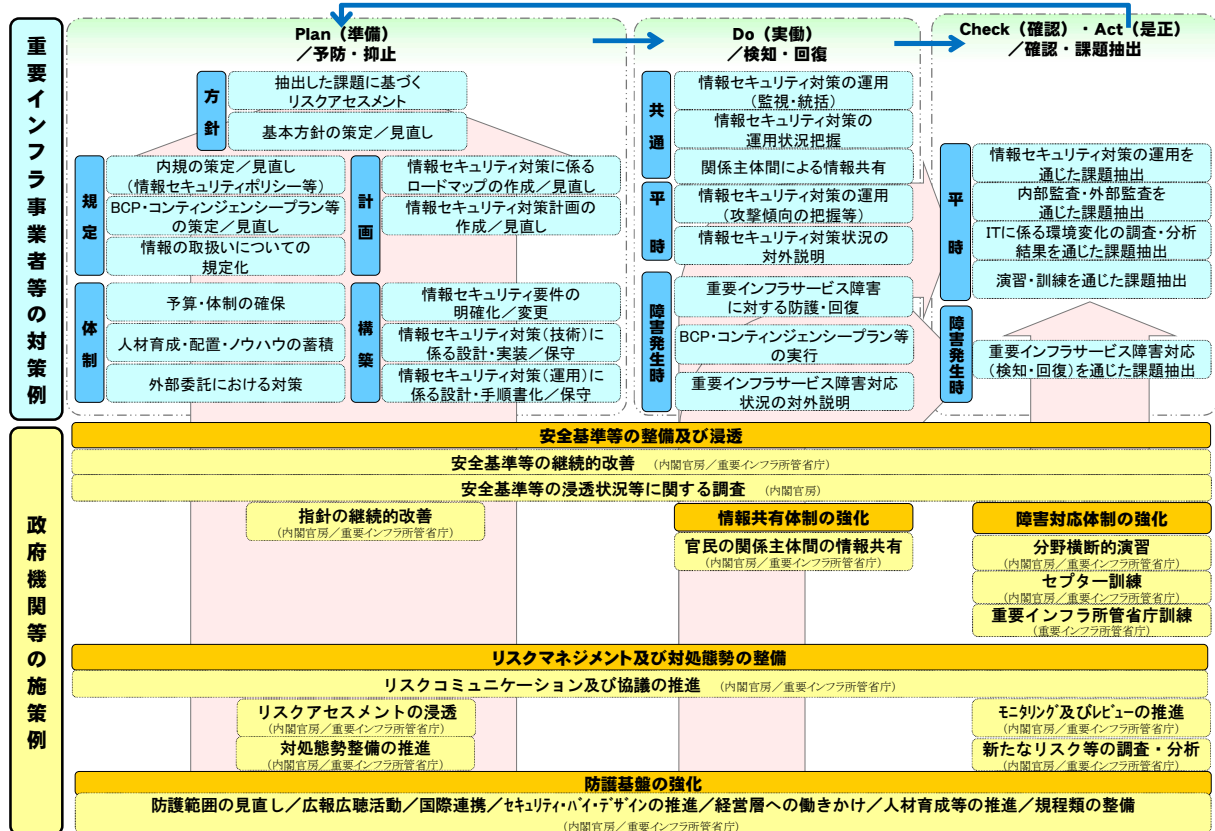 重要インフラ事業者等の対策例
Plan（準備）
／予防・抑止
方針
抽出した課題に基づく
リスクアセスメント
基本方針の策定／見直し
規定
内規の策定／見直し
（情報セキュリティポリシー等）
BCP・コンティンジェンシープラン等
の策定／見直し
情報の取扱いについての
規定化
計画
情報セキュリティ対策に係る
ロードマップの作成／見直し
情報セキュリティ対策計画の
作成／見直し
体制
予算・体制の確保
人材育成・配置・ノウハウの蓄積
外部委託における対策
構築
情報セキュリティ要件の
明確化／変更
情報セキュリティ対策（技術）に
係る設計・実装／保守
情報セキュリティ対策（運用）に
係る設計・手順書化／保守
Do（実働）
／検知・回復
共通
情報セキュリティ対策の運用
（監視・統括）
情報セキュリティ対策の
運用状況把握
関係主体間による情報共有
平時
情報セキュリティ対策の運用
（攻撃傾向の把握等）
情報セキュリティ対策状況の
対外説明
障害発生時
重要インフラサービス障害
に対する防護・回復
BCP・コンティンジェンシープラン等
の実行
重要インフラサービス障害対応
状況の対外説明
Check（確認）・Act（是正）
／確認・課題抽出
平時
情報セキュリティ対策の運用を
通じた課題抽出
内部監査・外部監査を
通じた課題抽出
ITに係る環境変化の調査・分析
結果を通じた課題抽出
演習・訓練を通じた課題抽出
障害発生時
重要インフラサービス障害対応
（検知・回復）を通じた課題抽出
政府機関等の施策例
安全基準等の整備及び浸透
安全基準等の継続的改善 （内閣官房／重要インフラ所管省庁）
安全基準等の浸透状況等に関する調査 （内閣官房）
指針の継続的改善
（内閣官房／重要インフラ所管省庁）
情報共有体制の強化
官民の関係主体間の情報共有
（内閣官房／重要インフラ所管省庁）
障害対応体制の強化
分野横断的演習
（内閣官房／重要インフラ所管省庁）
セプター訓練
（内閣官房／重要インフラ所管省庁）
重要インフラ所管省庁訓練
（重要インフラ所管省庁）
リスクマネジメント及び対処態勢の整備
リスクコミュニケーション及び協議の推進 （内閣官房／重要インフラ所管省庁）
リスクアセスメントの浸透
（内閣官房／重要インフラ所管省庁）
対処態勢整備の推進
（内閣官房／重要インフラ所管省庁）
ﾓﾆﾀﾘﾝｸﾞ及びﾚﾋﾞｭｰの推進
（内閣官房／重要インフラ所管省庁）
新たなリスク等の調査・分析
（内閣官房／重要インフラ所管省庁）
防護基盤の強化
防護範囲の見直し／広報広聴活動／国際連携／ｾｷｭﾘﾃｨ・ﾊﾞｲ・ﾃﾞｻﾞｲﾝの推進／経営層への働きかけ／人材育成等の推進／規程類の整備
（内閣官房／重要インフラ所管省庁）